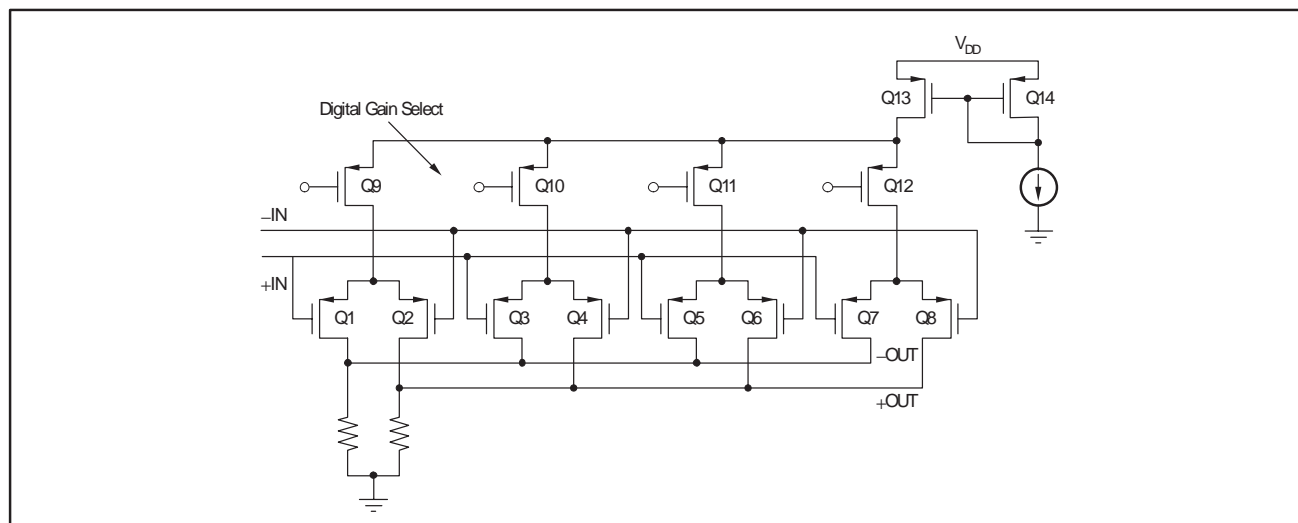 V_DD
Q13
Q14
Digital Gain Select
Q9
Q10
Q11
Q12
–IN
+IN
Q1
Q2
Q3
Q4
Q5
Q6
Q7
Q8
–OUT
+OUT